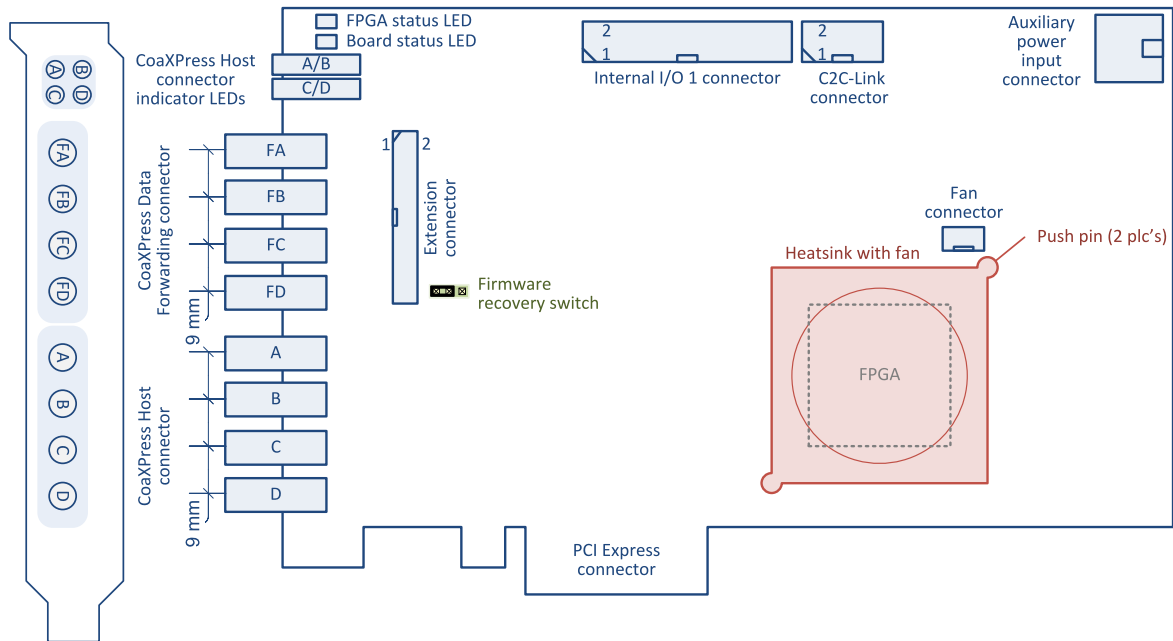 FPGA status LED
Board status LED
CoaXPress Host
connector
indicator LEDs
A/B
C/D
2
1
Internal I/O 1 connector
2
1
C2C-Link
connector
Auxiliary
power
input
connector
B
A
D
C
FA
FB
FC
FD
A
B
C
D
CoaXPress Data
Forwarding connector
9 mm
FA
FB
FC
FD
1
2
Extension
connector
Firmware
recovery switch
CoaXPress Host
connector
9 mm
A
B
C
D
Fan
connector
Push pin (2 plc's)
Heatsink with fan
FPGA
PCI Express
connector